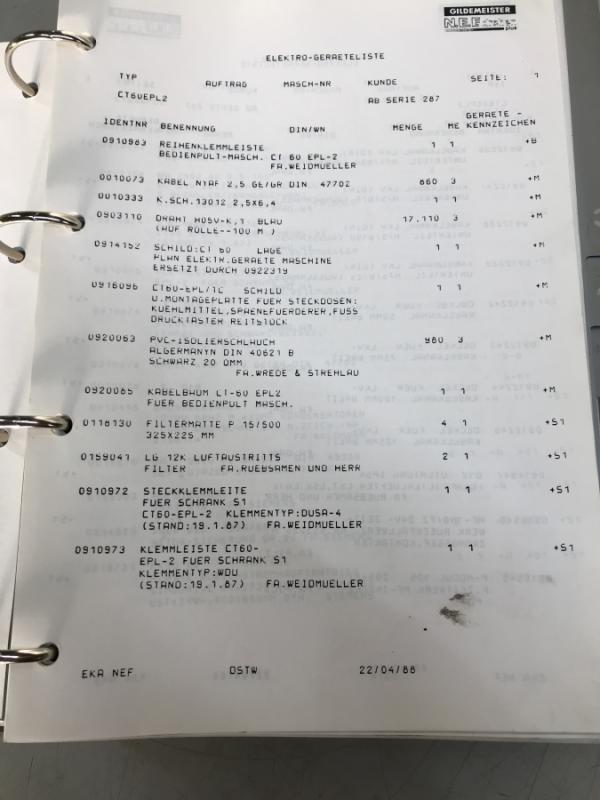 GILDEMEISTER
N.E.F.
plus
ELEKTRO-GERAETELISTE
TYP AUFTRAG MASCH-NR KUNDE SEITE: 1
CT60EPL2 AB SERIE 287
IDENTNR BENENNUNG DIN/WN MENGE ME GERAETE-KENNZEICHEN
0910983 REIHENKLEMMLEISTE 1 1 +B
BEDIENPULT-MASCH. CT 60 EPL-2
FA.WEIDMUELLER
0010073 KABEL NYAF 2,5 GE/GR DIN 47702 860 3 +M
0010333 K.SCH.13012 2,5X6,4 1 1 +M
0903110 DRAHT H05V-K,1 BLAU 17.110 3 +M
(AUF ROLLE--100 M )
0914152 SCHILD:CT 60 LAGE 1 1 +M
PLAN ELEKTR.GERAETE MASCHINE
ERSETZT DURCH 0922319
0916096 CT60-EPL/TC SCHILD 1 1 +M
U.MONTAGEPLATTE FUER STECKDOSEN:
KUEHLMITTEL,SPAENEFUERDERER,FUSS
DRUCKTASTER REITSTOCK
0920063 PVC-ISOLIERSCHLAUCH 980 3 +M
ALGERMANYN DIN 40621 B
SCHWARZ 20 DMM
FA.WREDE & STREHLAU
0920065 KABELBAUM CT-60 EPL2 1 1 +M
FUER BEDIENPULT MASCH.
0116130 FILTERMATTE P 15/500 4 1 +S1
325X225 MM
0159041 LG 12K LUFTAUSTRITTS 2 1 +S1
FILTER FA.RUEBSAMEN UND HERR
0910972 STECKKLEMMLEITE 1 1 +S1
FUER SCHRANK S1
CT60-EPL-2 KLEMMENTYP:DUSA-4
(STAND:19.1.87) FA.WEIDMUELLER
0910973 KLEMMLEISTE CT60- 1 1 +S1
EPL-2 FUER SCHRANK S1
KLEMMENTYP:WDU
(STAND:19.1.87) FA.WEIDMUELLER
EKA NEF OSTW 22/04/88